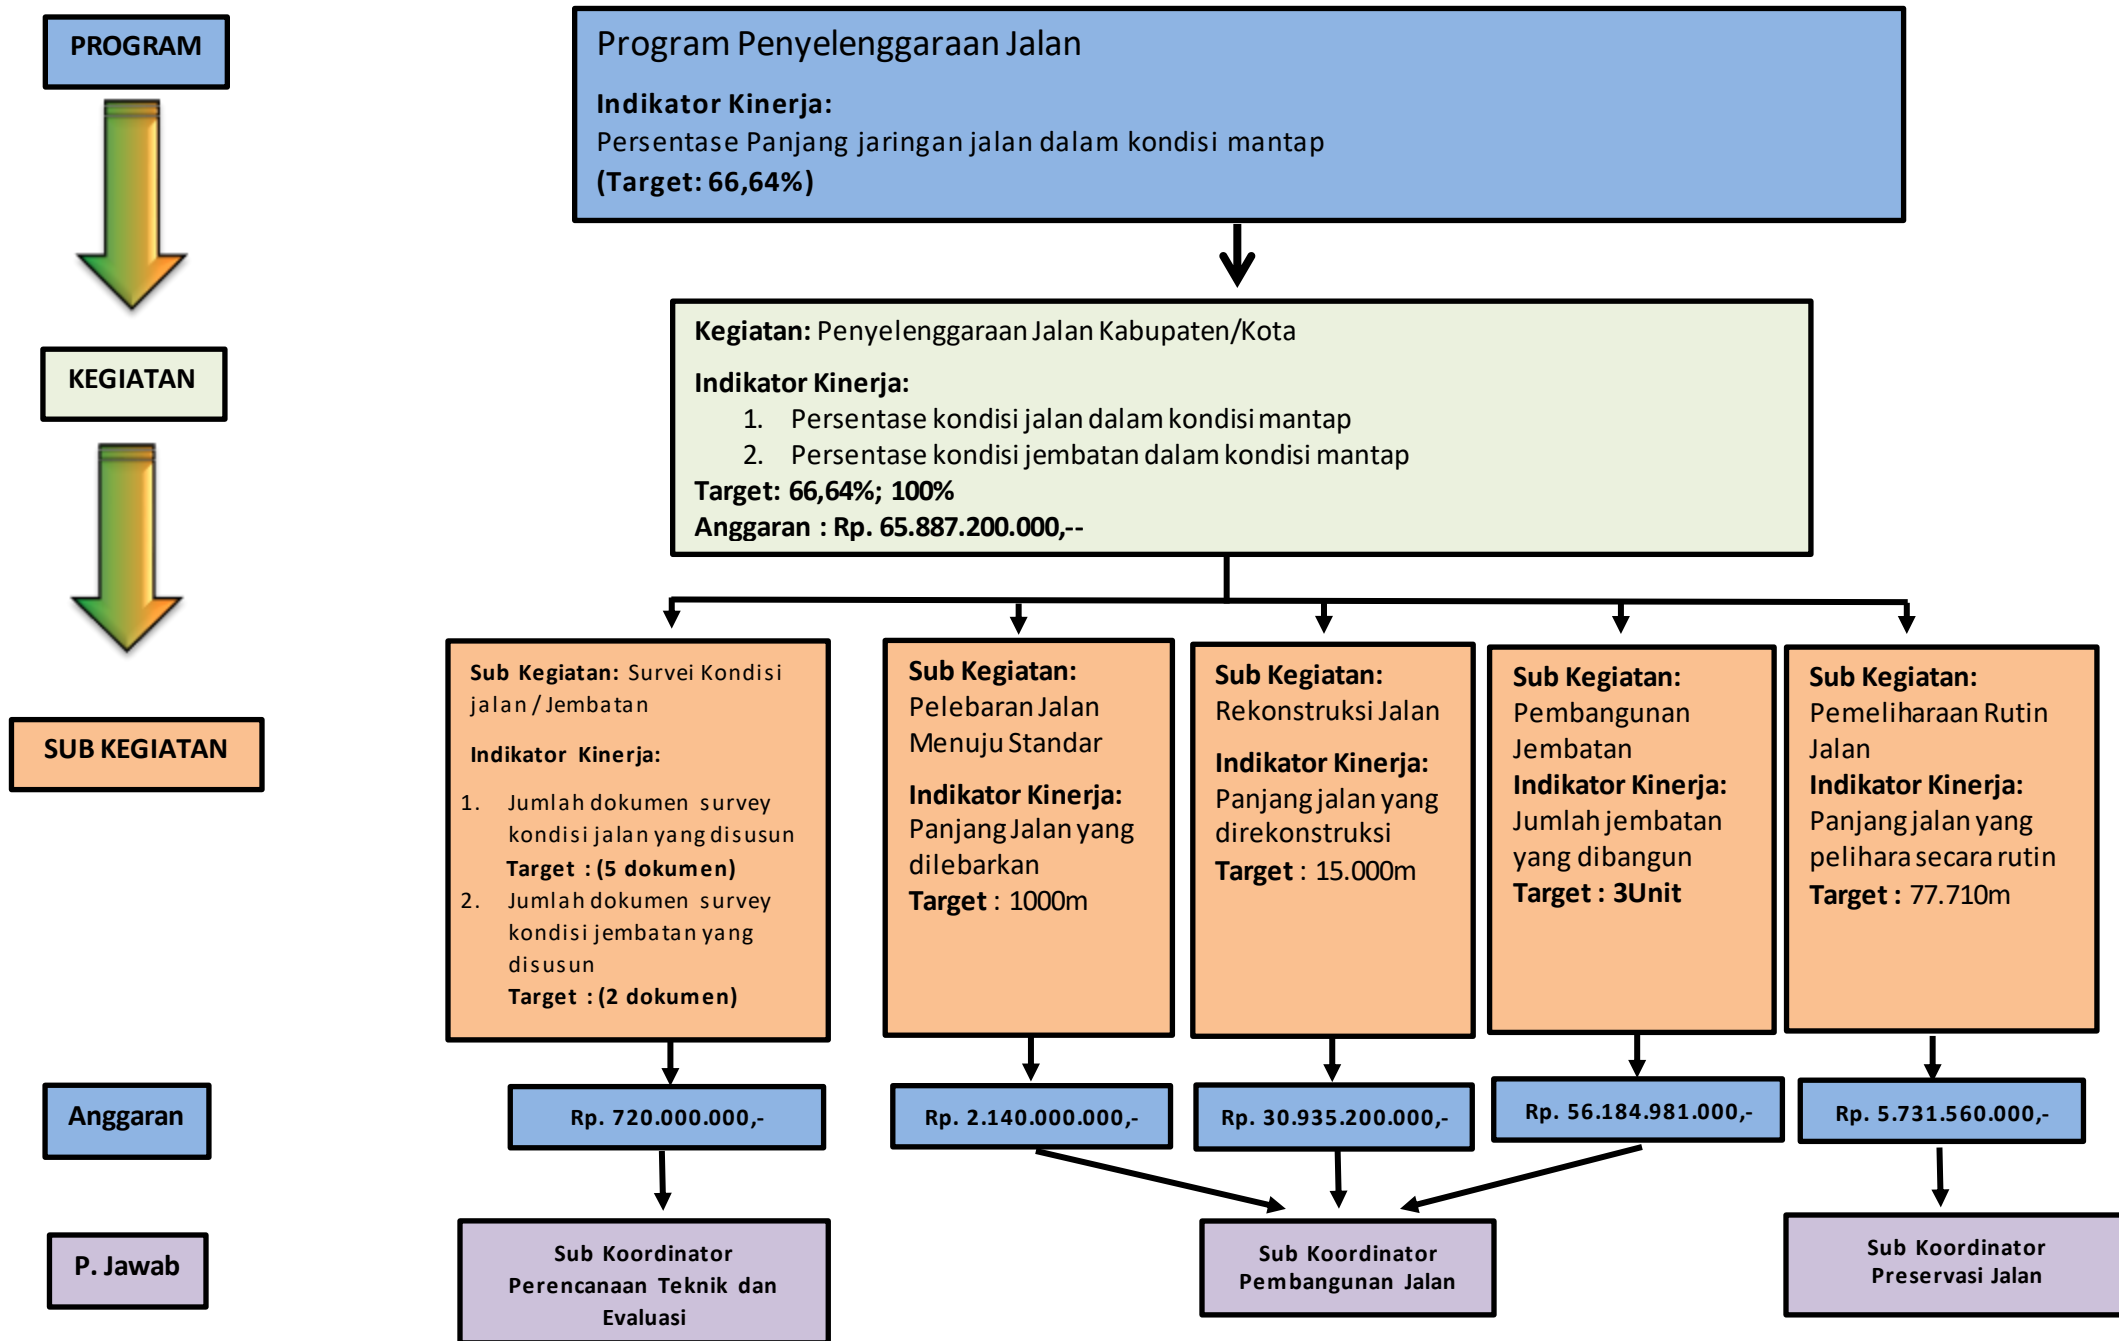 PROGRAM
Program Penyelenggaraan Jalan
Indikator Kinerja:
Persentase Panjang jaringan jalan dalam kondisi mantap
(Target: 66,64%)
KEGIATAN
Kegiatan: Penyelenggaraan Jalan Kabupaten/Kota
Indikator Kinerja:
1. Persentase kondisi jalan dalam kondisi mantap
2. Persentase kondisi jembatan dalam kondisi mantap
Target: 66,64%; 100%
Anggaran : Rp. 65.887.200.000,--
SUB KEGIATAN
Sub Kegiatan: Survei Kondisi
jalan / Jembatan
Indikator Kinerja:
1. Jumlah dokumen survey
kondisi jalan yang disusun
Target : (5 dokumen)
2. Jumlah dokumen survey
kondisi jembatan yang
disusun
Target : (2 dokumen)
Sub Kegiatan:
Pelebaran Jalan
Menuju Standar
Indikator Kinerja:
Panjang Jalan yang
dilebarkan
Target : 1000m
Sub Kegiatan:
Rekonstruksi Jalan
Indikator Kinerja:
Panjang jalan yang
direkonstruksi
Target : 15.000m
Sub Kegiatan:
Pembangunan
Jembatan
Indikator Kinerja:
Jumlah jembatan
yang dibangun
Target : 3Unit
Sub Kegiatan:
Pemeliharaan Rutin
Jalan
Indikator Kinerja:
Panjang jalan yang
pelihara secara rutin
Target : 77.710m
Anggaran
Rp. 720.000.000,-
Rp. 2.140.000.000,-
Rp. 30.935.200.000,-
Rp. 56.184.981.000,-
Rp. 5.731.560.000,-
P. Jawab
Sub Koordinator
Perencanaan Teknik dan
Evaluasi
Sub Koordinator
Pembangunan Jalan
Sub Koordinator
Preservasi Jalan